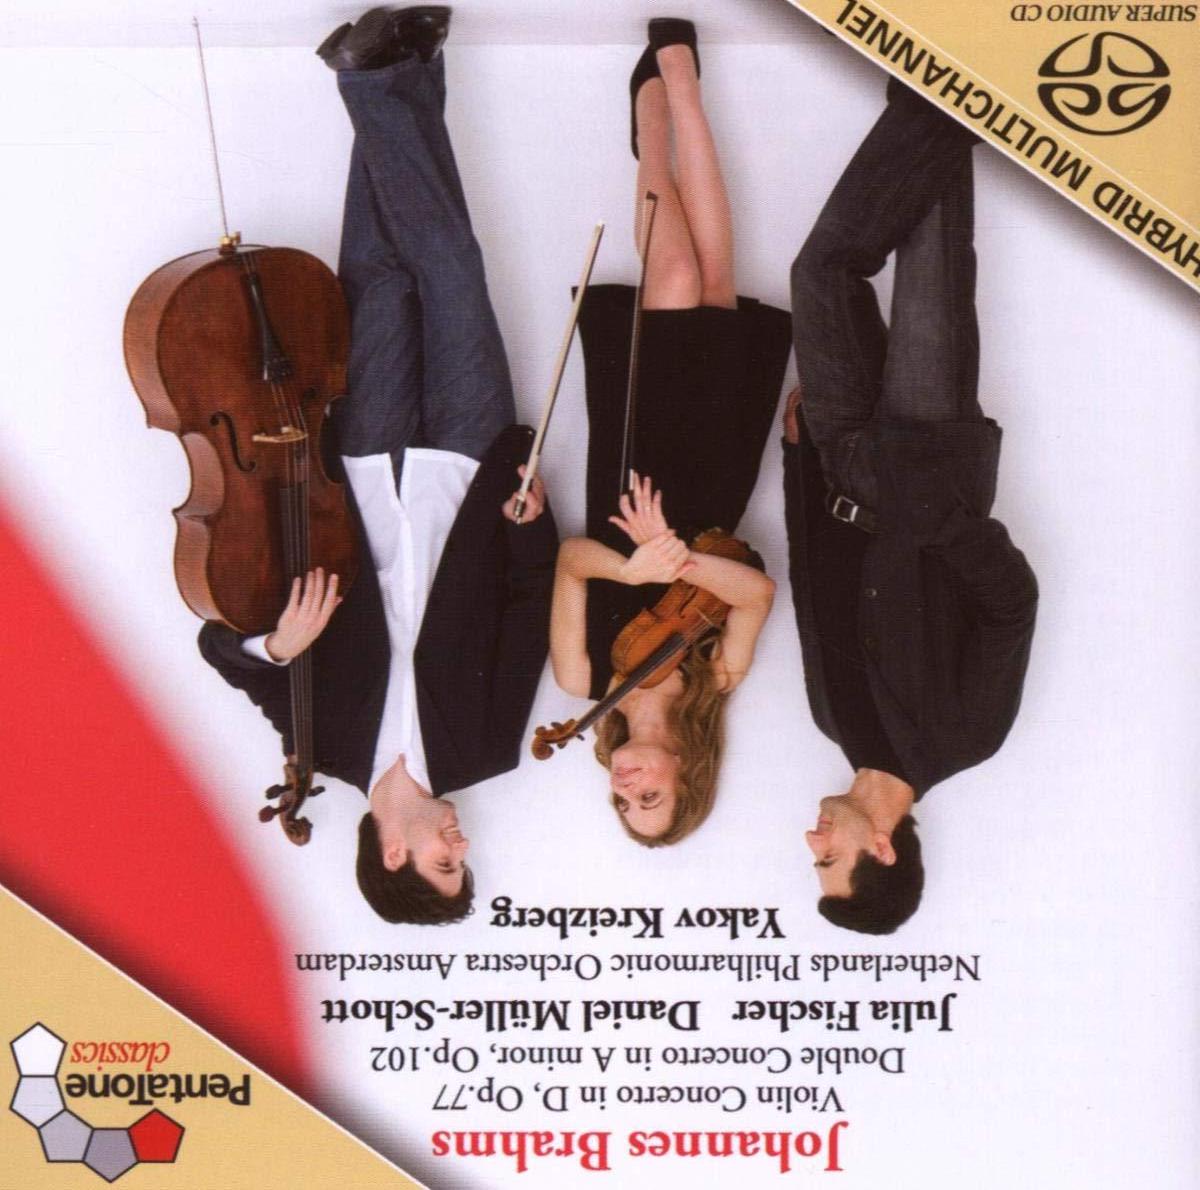 Johannes Brahms
Violin Concerto in D, Op.77
Double Concerto in A minor, Op.102
Julia Fischer Daniel Müller-Schott
Netherlands Philharmonic Orchestra Amsterdam
Yakov Kreizberg
PentaTone
classics
HYBRID MULTICHANNEL
SUPER AUDIO CD